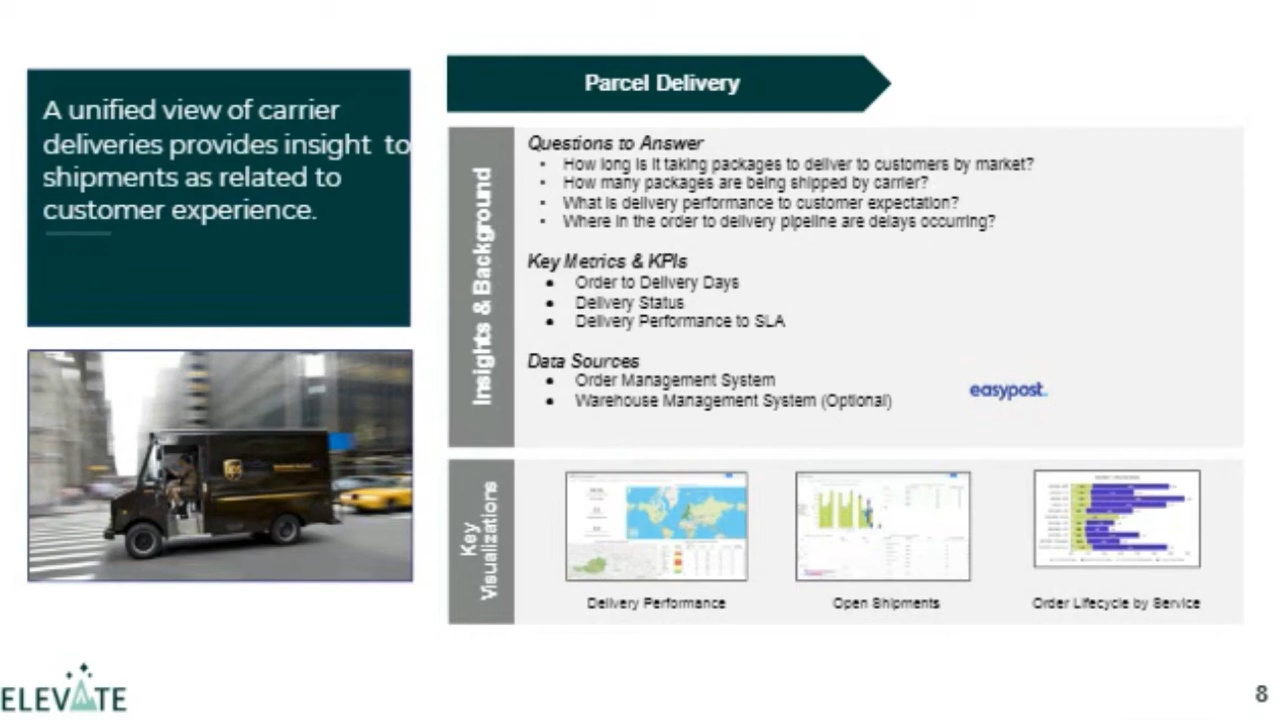 A unified view of carrier
deliveries provides insight to
shipments as related to
customer experience.
Parcel Delivery
Insights & Background
Questions to Answer
• How long is it taking packages to deliver to customers by market?
• How many packages are being shipped by carrier?
• What is delivery performance to customer expectation?
• Where in the order to delivery pipeline are delays occurring?
Key Metrics & KPIs
● Order to Delivery Days
● Delivery Status
● Delivery Performance to SLA
Data Sources
● Order Management System
● Warehouse Management System (Optional)
easypost.
ups
Key
Visualizations
Delivery Performance
Open Shipments
Order Lifecycle by Service
ELEVATE
8